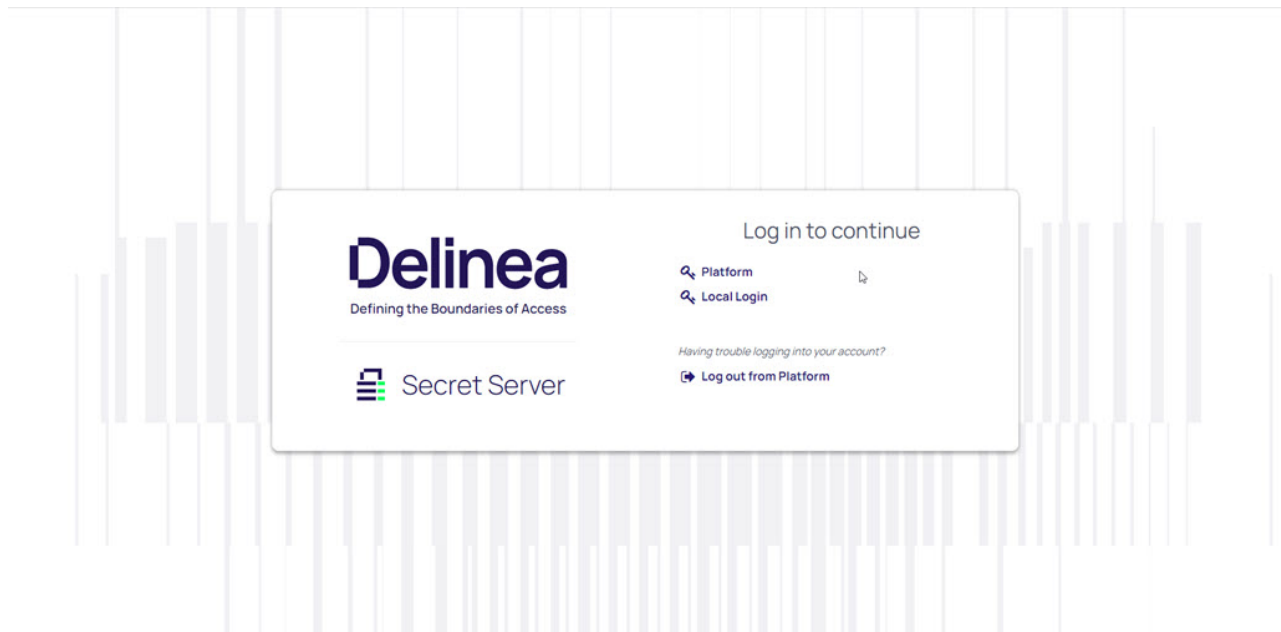 Delinea
Defining the Boundaries of Access
Secret Server
Log in to continue
Platform
Local Login
Having trouble logging into your account?
Log out from Platform